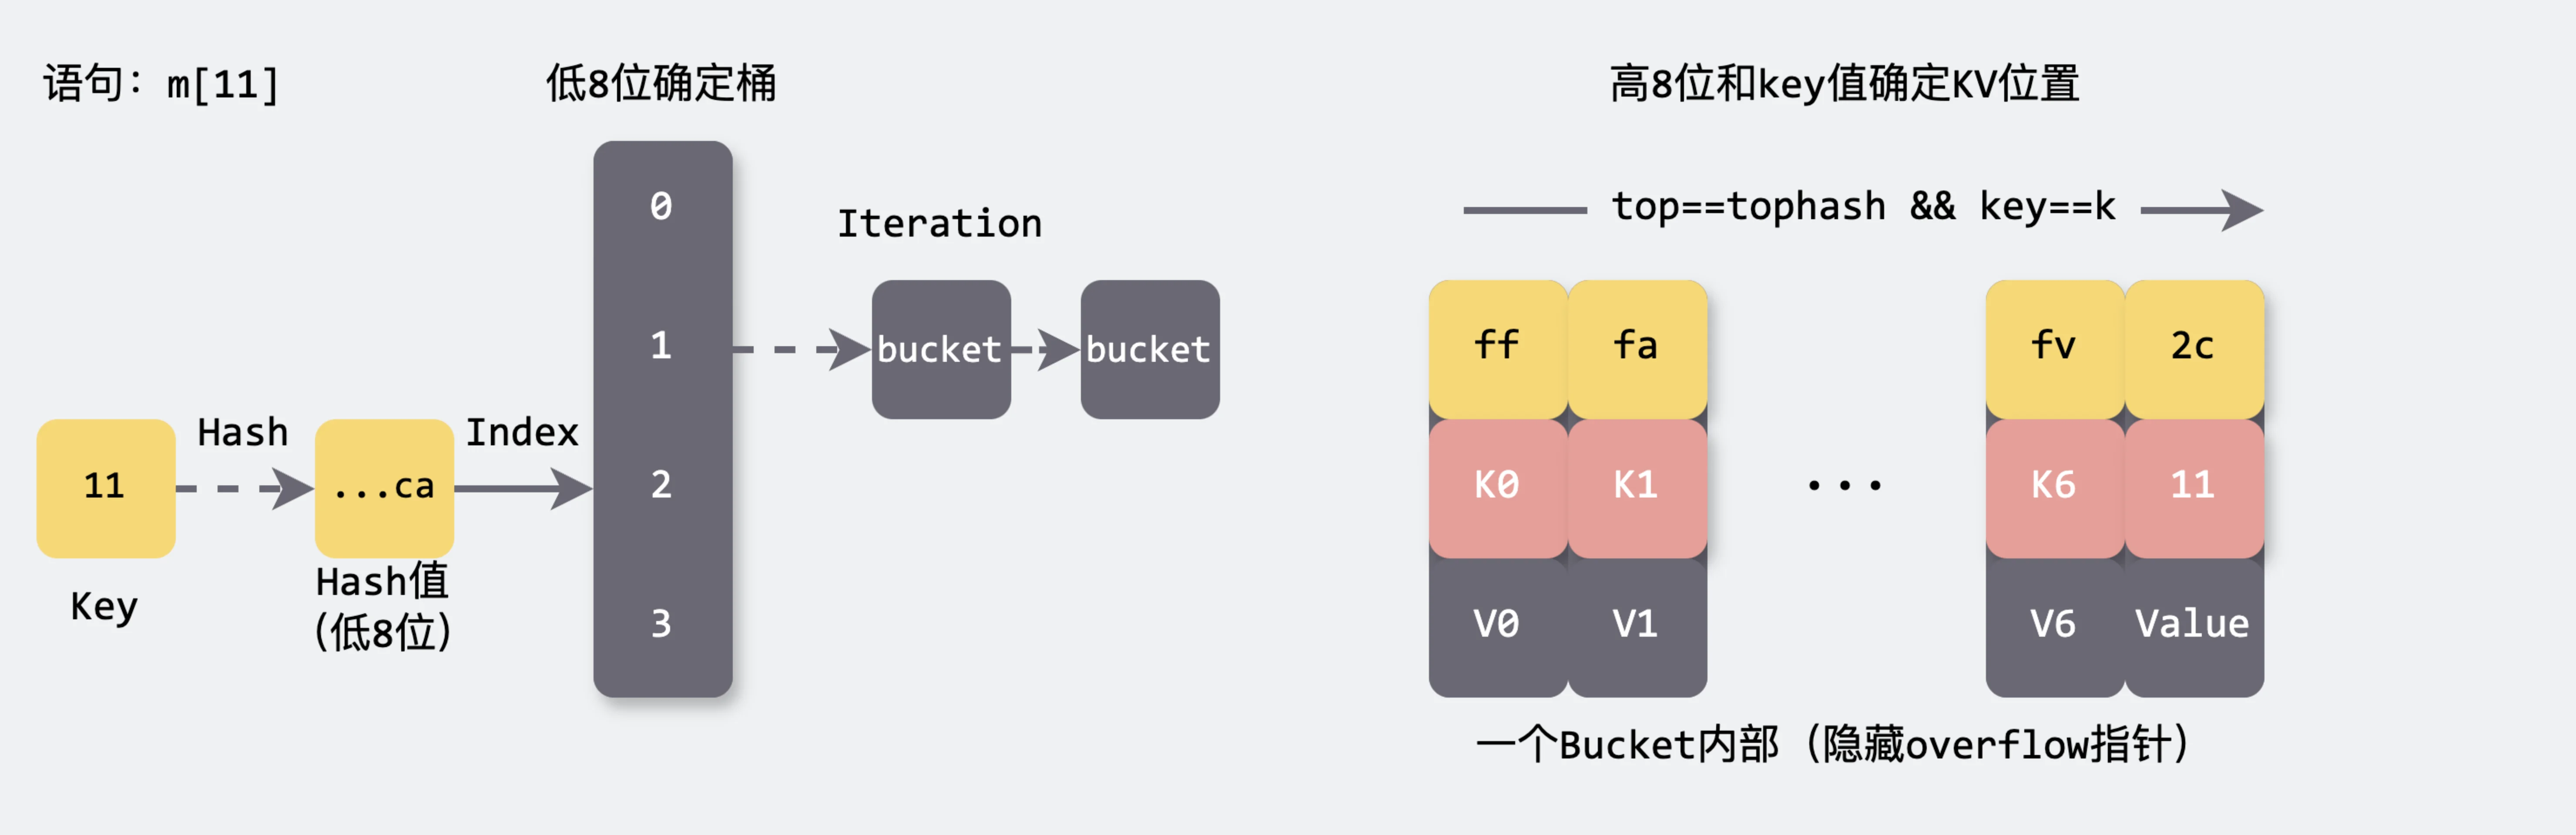 语句：m[11]
低8位确定桶
高8位和key值确定KV位置
top==tophash && key==k
Iteration
0
1
2
3
bucket
bucket
Hash
Index
11
...ca
Key
Hash值
(低8位)
ff
fa
fv
2c
K0
K1
...
K6
11
V0
V1
V6
Value
一个Bucket内部（隐藏overflow指针）